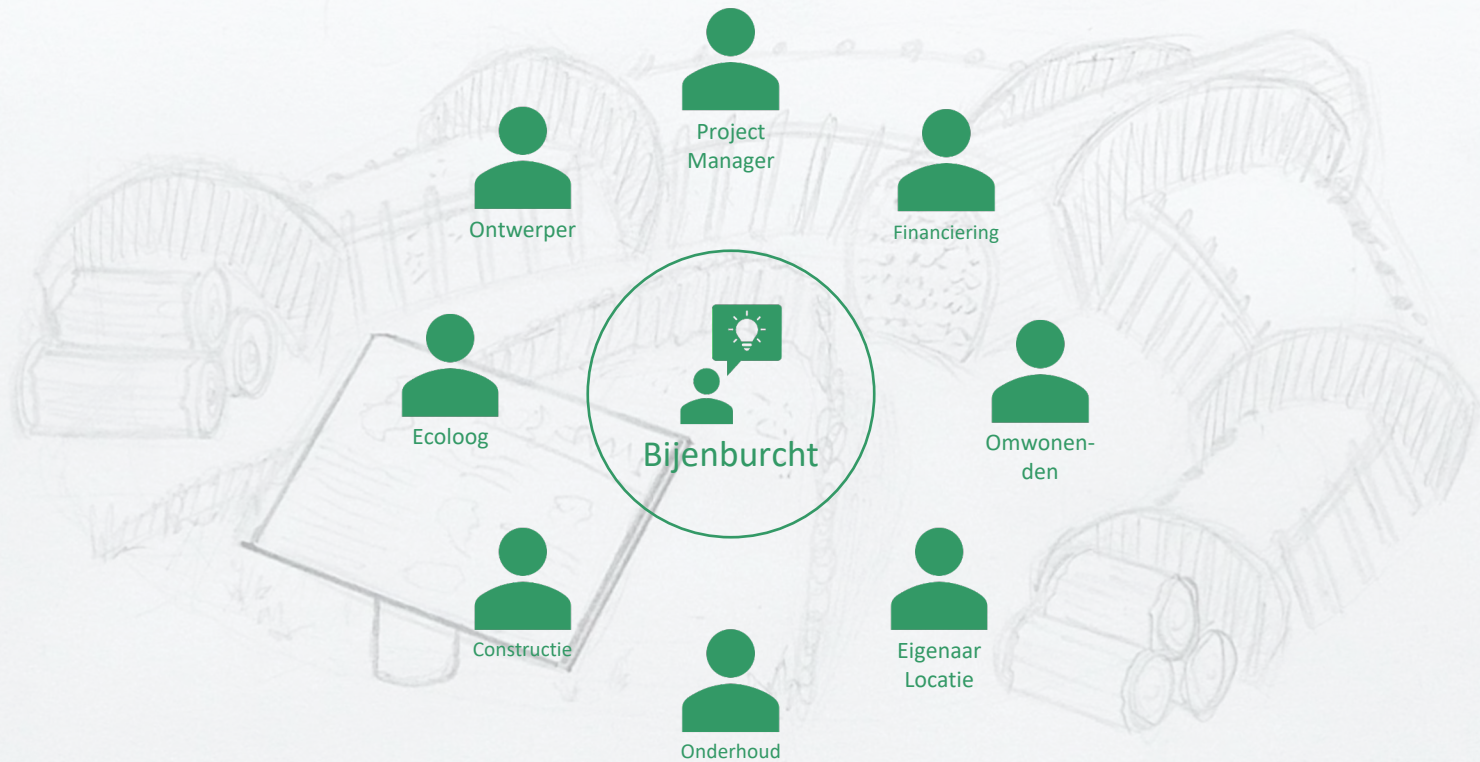 Project
Manager
Ontwerper
Financiering
Ecoloog
Bijenburcht
Omwonen-
den
Constructie
Eigenaar
Locatie
Onderhoud